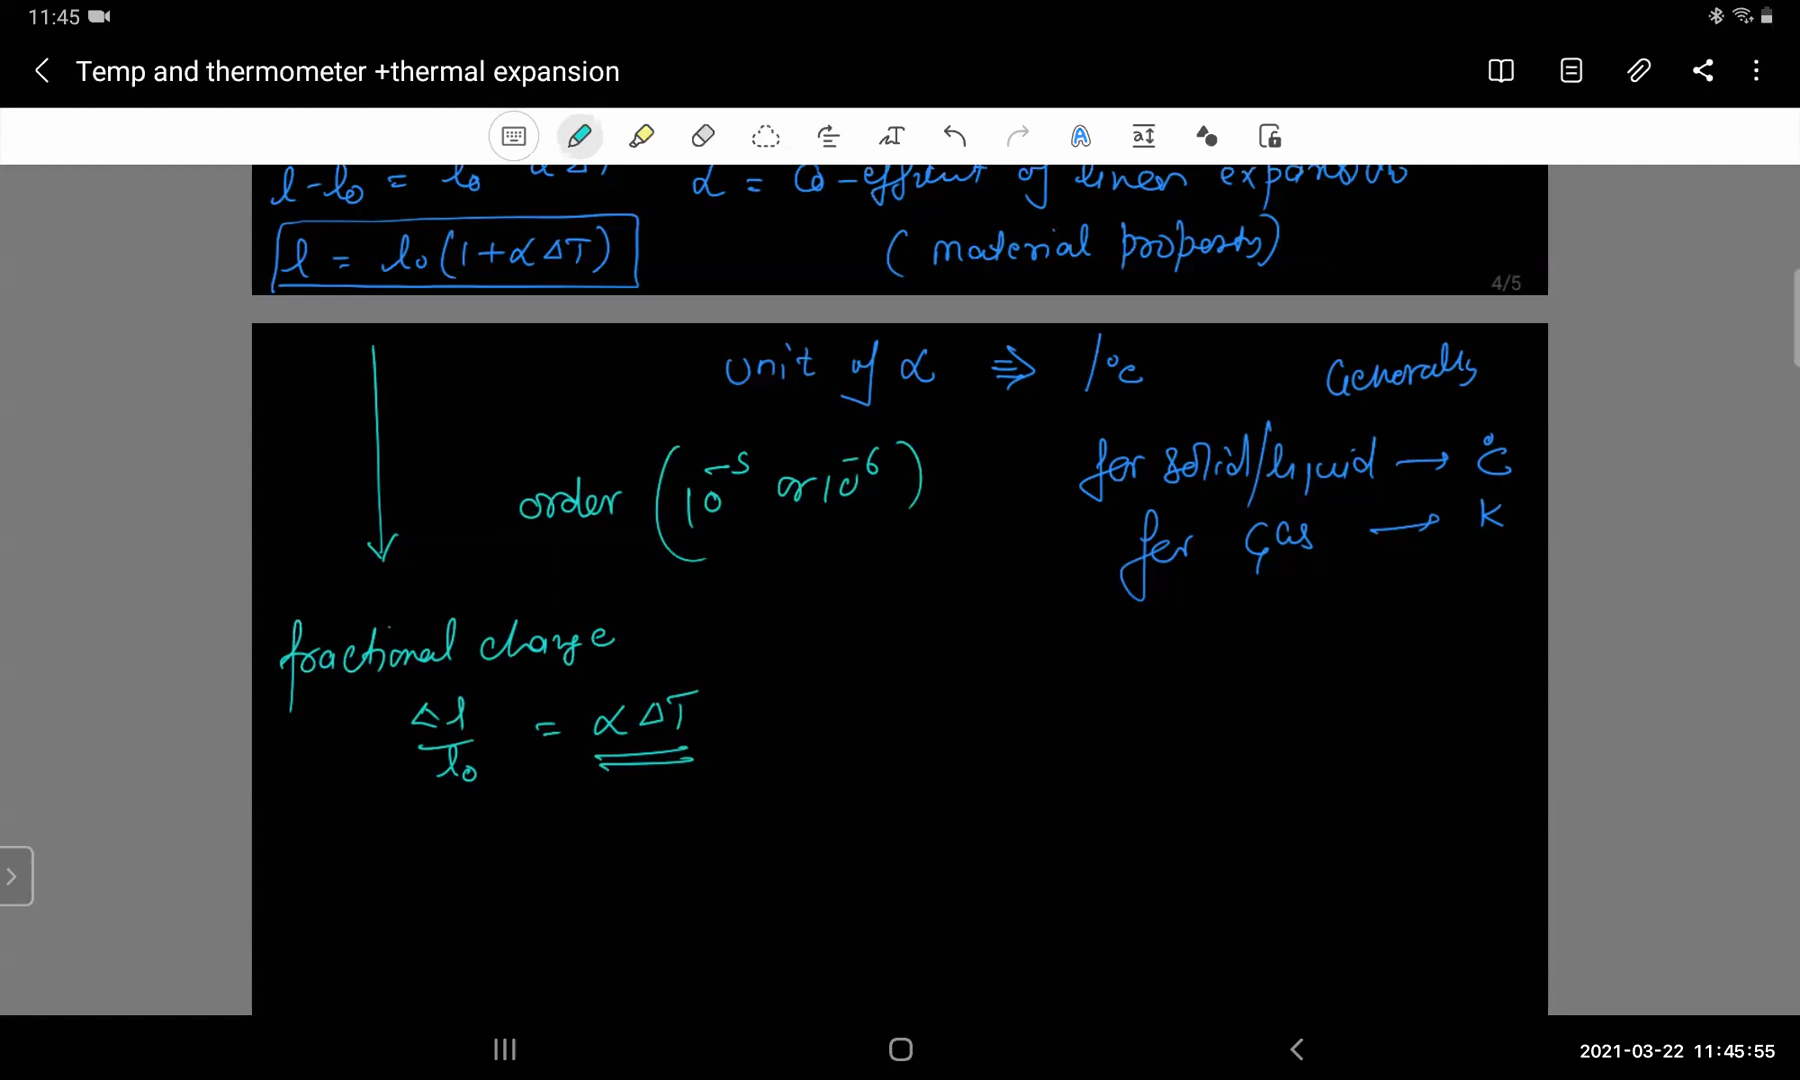 11:45
Temp and thermometer +thermal expansion
l - l₀ = l₀ α ΔT
α = Co-efficient of linear expansion
l = l₀(1+αΔT)
(material property)
4/5
unit of α ⇒ /°c
Generally
order (10⁻⁵ or 10⁻⁶)
for solid/liquid → °C
for gas → K
fractional change
Δl/l₀ = αΔT
2021-03-22 11:45:55